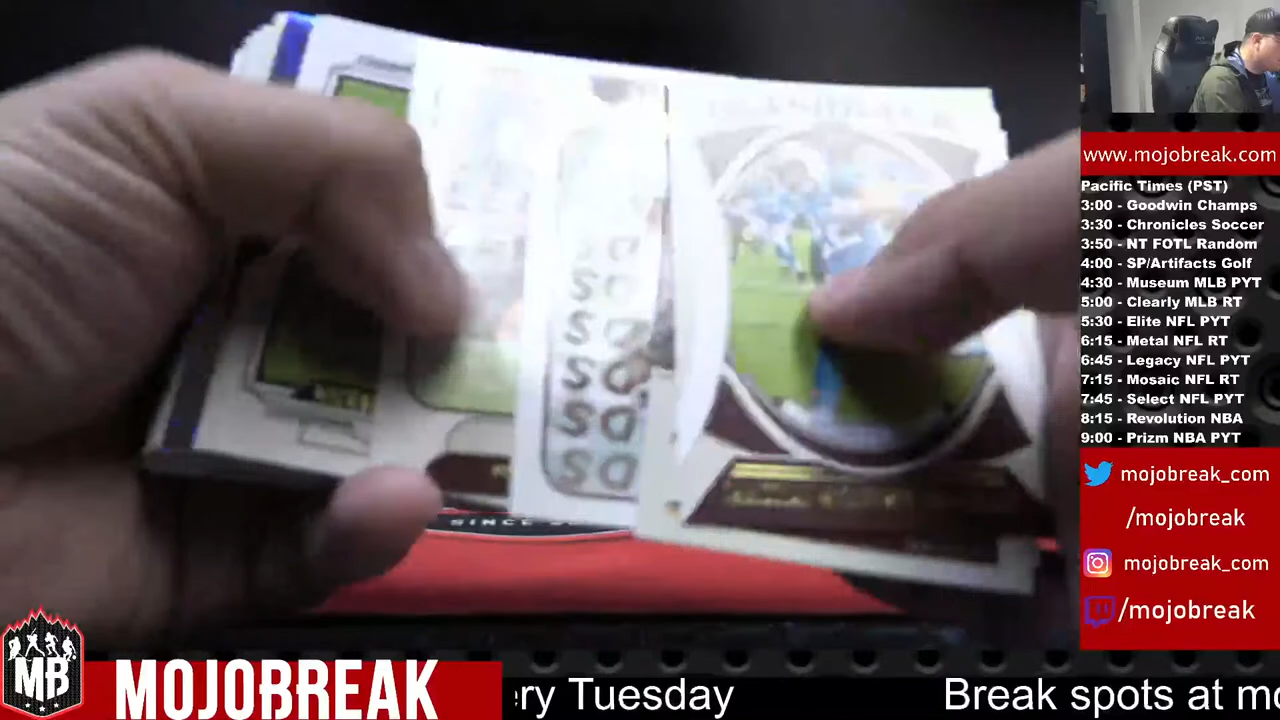 www.mojobreak.com
Pacific Times (PST)
3:00 - Goodwin Champs
3:30 - Chronicles Soccer
3:50 - NT FOTL Random
4:00 - SP/Artifacts Golf
4:30 - Museum MLB PYT
5:00 - Clearly MLB RT
5:30 - Elite NFL PYT
6:15 - Metal NFL RT
6:45 - Legacy NFL PYT
7:15 - Mosaic NFL RT
7:45 - Select NFL PYT
8:15 - Revolution NBA
9:00 - Prizm NBA PYT
mojobreak_com
/mojobreak
mojobreak_com
/mojobreak
SINCE
MB
MOJOBREAK
ry Tuesday
Break spots at mo